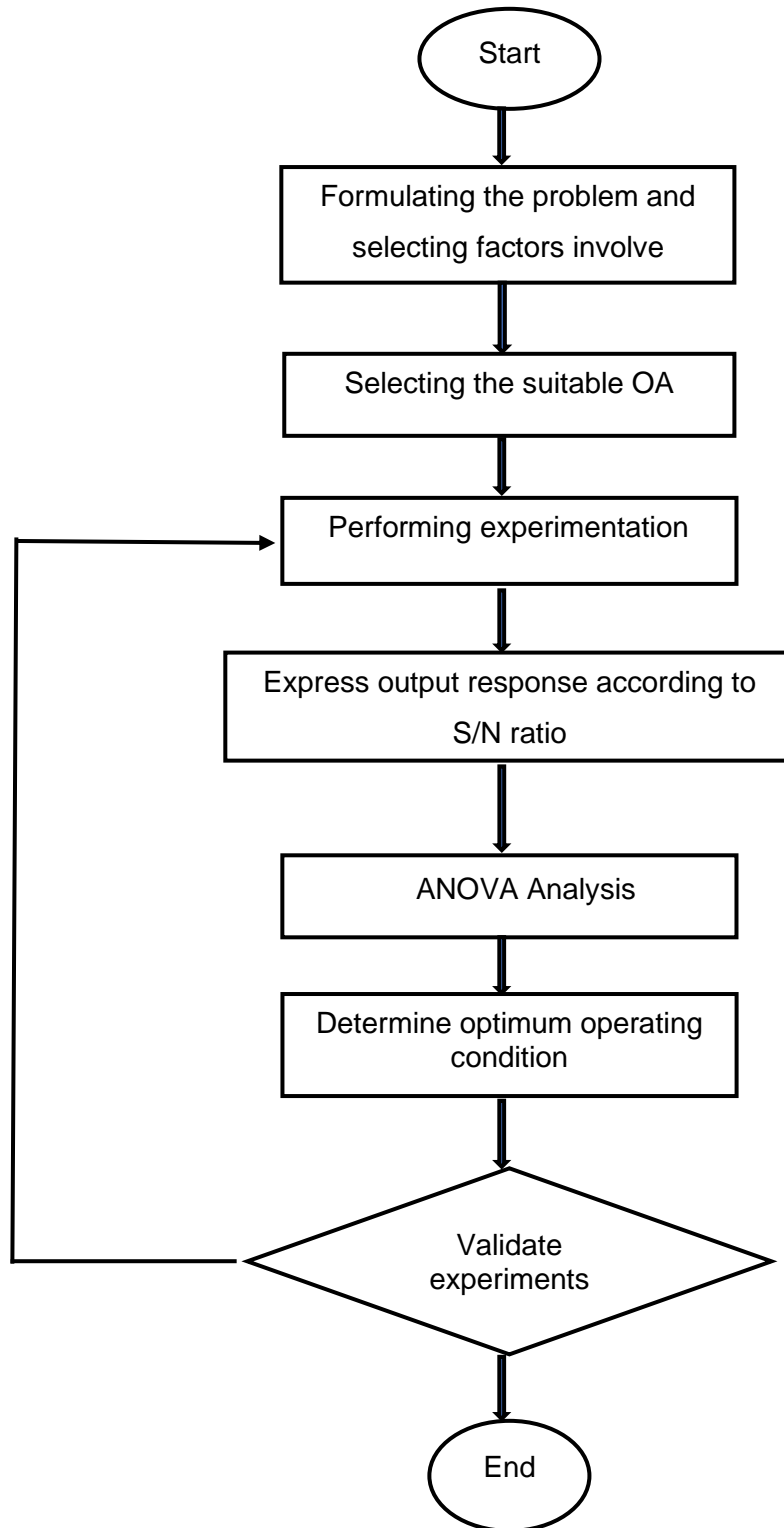 Start
Formulating the problem and
selecting factors involve
Selecting the suitable OA
Performing experimentation
Express output response according to
S/N ratio
ANOVA Analysis
Determine optimum operating
condition
Validate
experiments
End